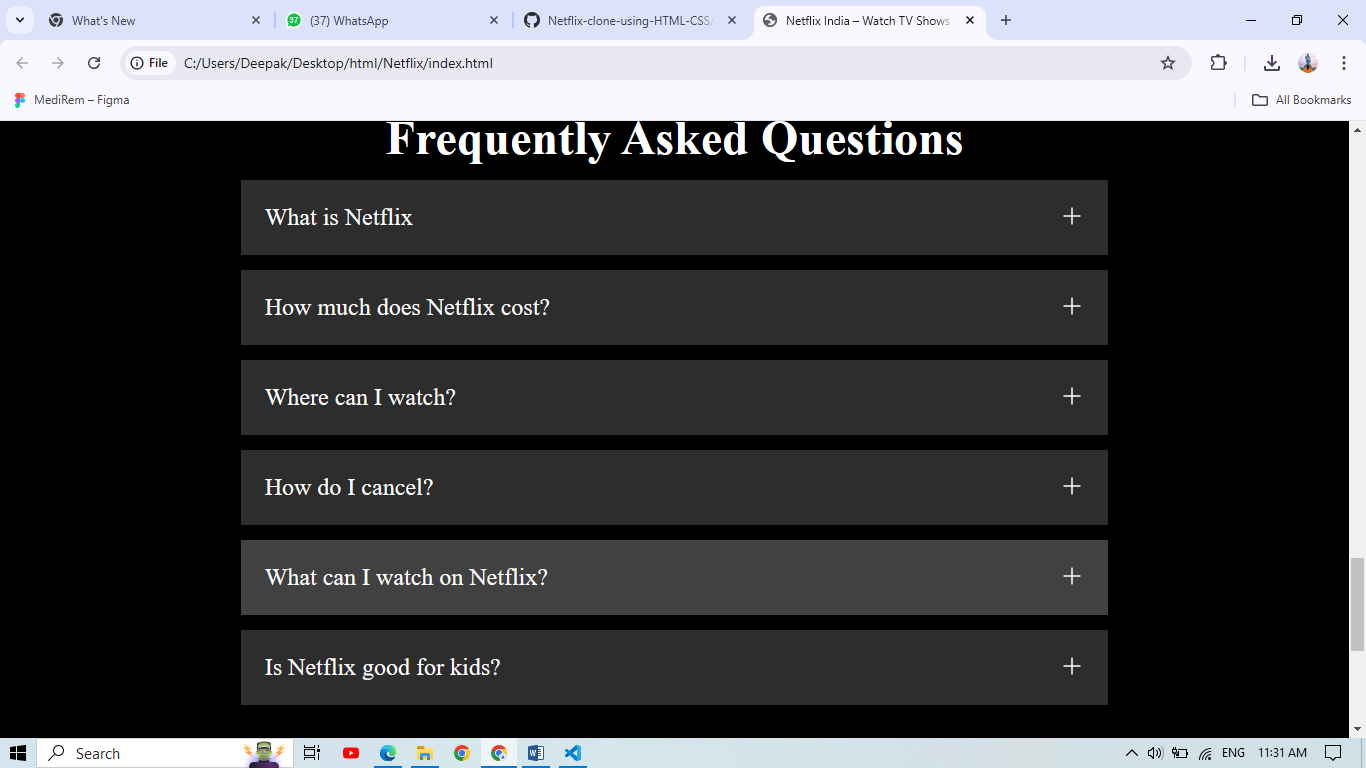 What's New
37
(37) WhatsApp
Netflix-clone-using-HTML-CSS/
Netflix India – Watch TV Shows
File
C:/Users/Deepak/Desktop/html/Netflix/index.html
MediRem – Figma
All Bookmarks
Frequently Asked Questions
What is Netflix
How much does Netflix cost?
Where can I watch?
How do I cancel?
What can I watch on Netflix?
Is Netflix good for kids?
Search
ENG
11:31 AM